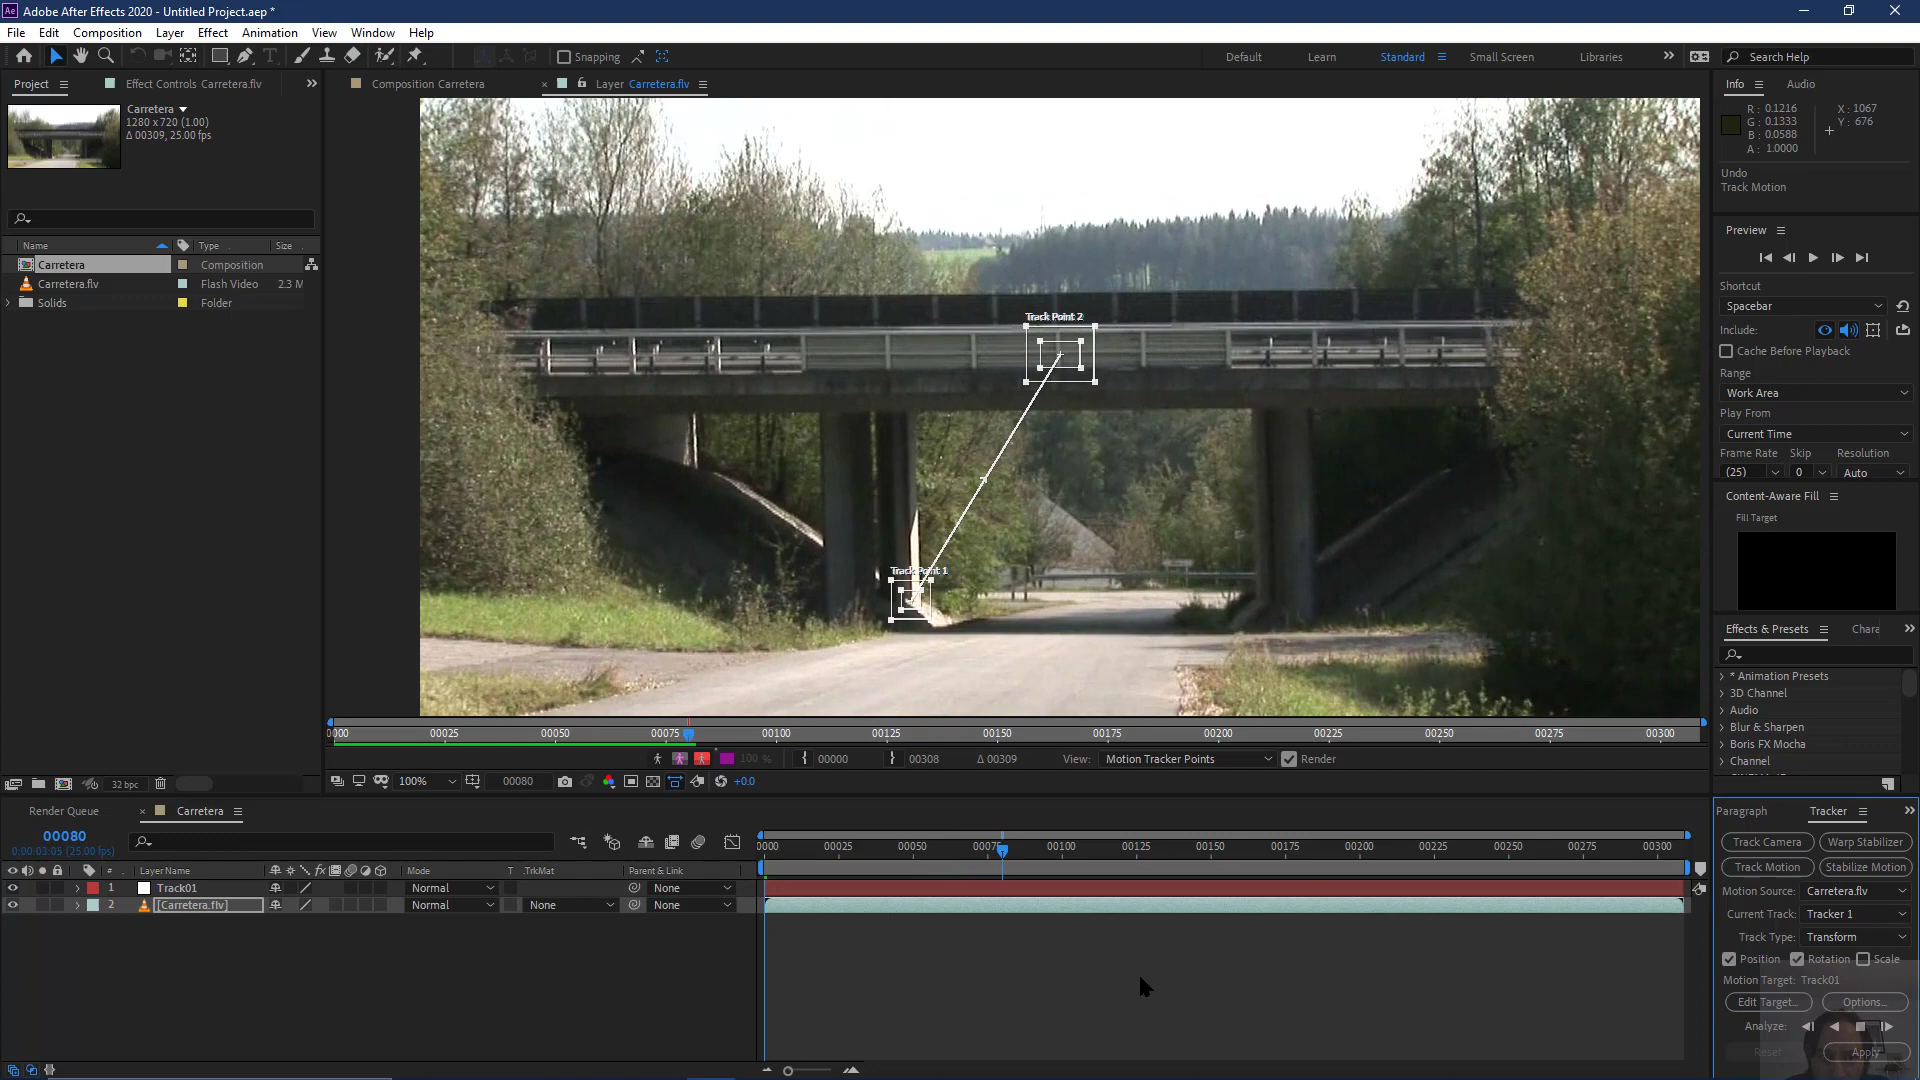 Ae Adobe After Effects 2020 - Untitled Project.aep *
File Edit Composition Layer Effect Animation View Window Help
Snapping
Default Learn Standard Small Screen Libraries
Search Help
Project Effect Controls Carretera.flv
Composition Carretera
Layer Carretera.flv
Carretera
1280 x 720 (1.00)
Δ 00309, 25.00 fps
Name Type Size
Carretera Composition
Carretera.flv Flash Video 2.3 M
Solids Folder
32 bpc
Track Point 2
Track Point 1
0000 00025 00050 00075 00100 00125 00150 00175 00200 00225 00250 00275 00300
100 % 00000 00308 Δ 00309 View: Motion Tracker Points Render
100% 00080 +0.0
Info Audio
R: 0.1216
G: 0.1333
B: 0.0588
A: 1.0000
X: 1067
Y: 676
Undo
Track Motion
Preview
Shortcut
Spacebar
Include:
Cache Before Playback
Range
Work Area
Play From
Current Time
Frame Rate Skip Resolution
(25) 0 Auto
Content-Aware Fill
Fill Target
Effects & Presets Chara
* Animation Presets
3D Channel
Audio
Blur & Sharpen
Boris FX Mocha
Channel
Render Queue Carretera
00080
0:00:03:05 (25.00 fps)
# Layer Name Mode T .TrkMat Parent & Link
1 Track01 Normal None
2 [Carretera.flv] Normal None None
0000 00025 00050 00075 00100 00125 00150 00175 00200 00225 00250 00275 00300
Paragraph Tracker
Track Camera Warp Stabilizer
Track Motion Stabilize Motion
Motion Source: Carretera.flv
Current Track: Tracker 1
Track Type: Transform
Position Rotation Scale
Motion Target: Track01
Edit Target... Options...
Analyze:
Reset Apply